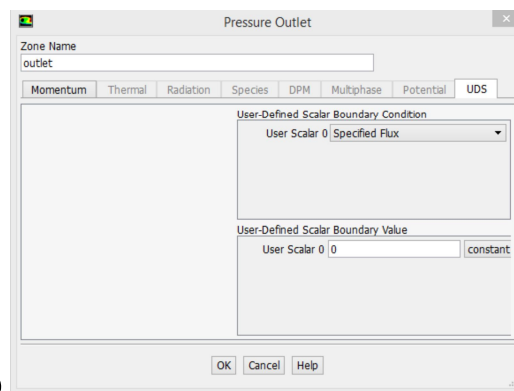 Pressure Outlet
Zone Name
outlet
Momentum Thermal Radiation Species DPM Multiphase Potential UDS
User-Defined Scalar Boundary Condition
User Scalar 0 Specified Flux
User-Defined Scalar Boundary Value
User Scalar 0 0 constant
OK Cancel Help
)